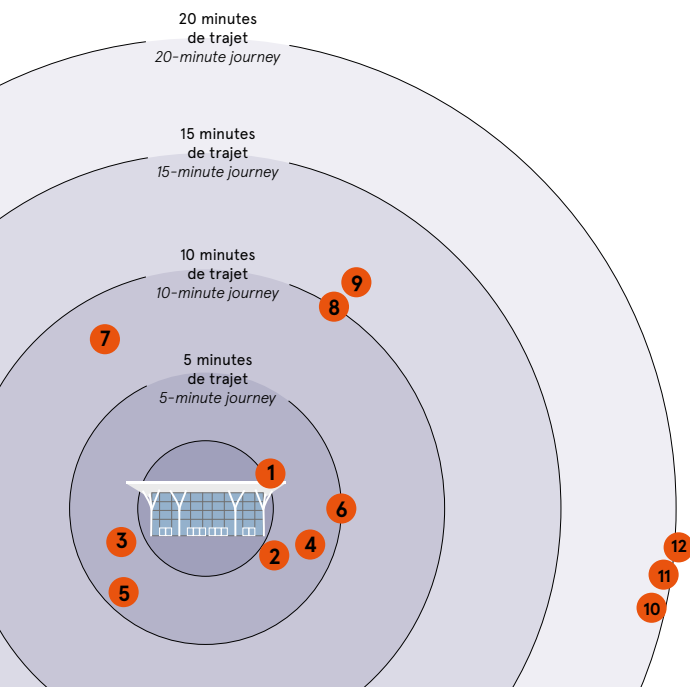 20 minutes
de trajet
20-minute journey
15 minutes
de trajet
15-minute journey
10 minutes
de trajet
10-minute journey
9
8
7
5 minutes
de trajet
5-minute journey
1
6
3
4
2
12
11
5
10